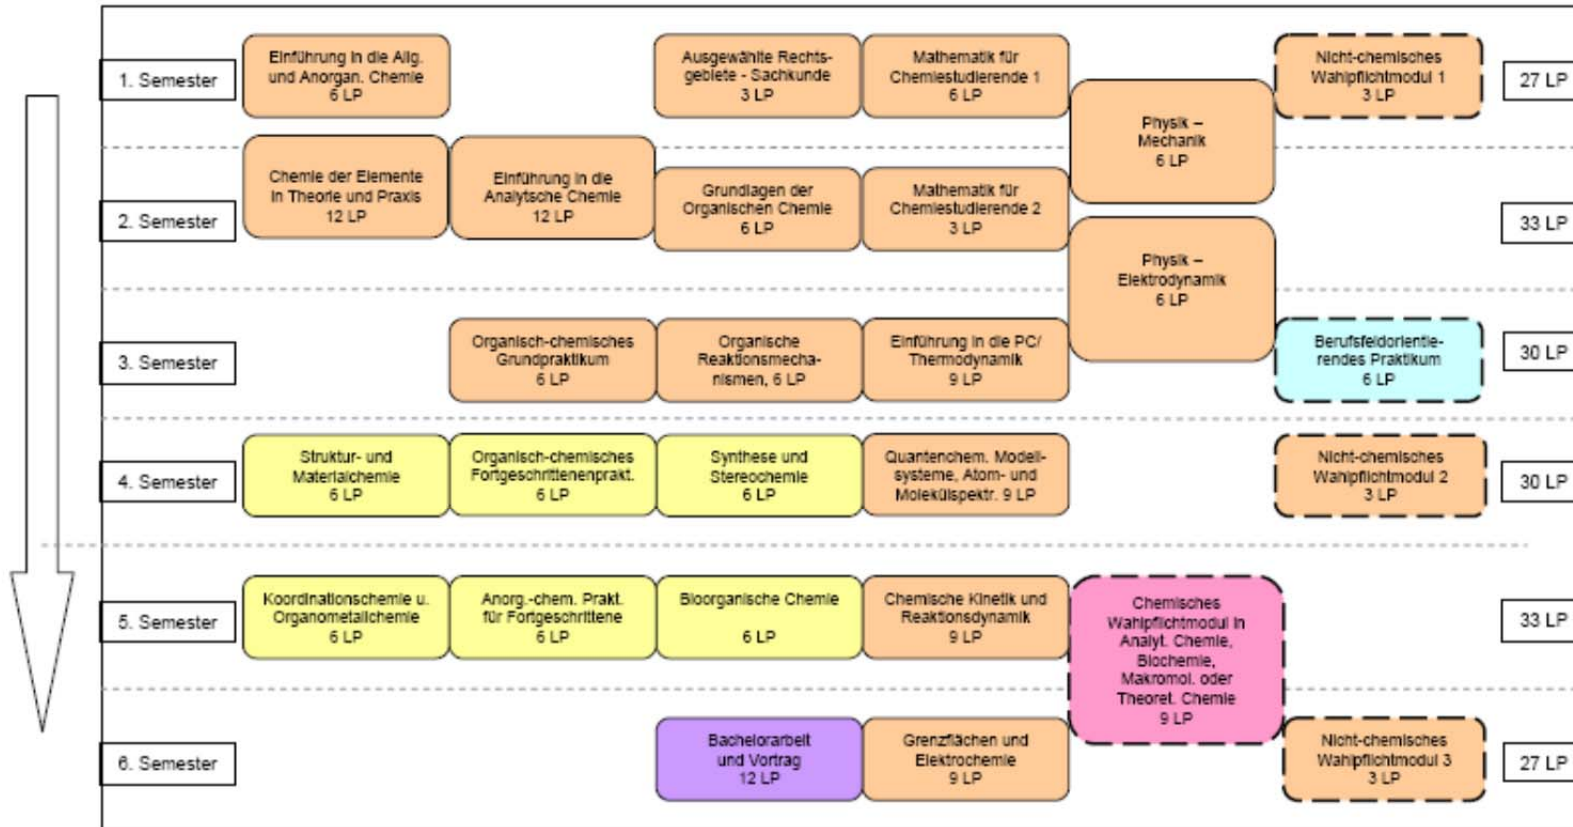 1. Semester
Einführung in die Allg.
und Anorgan. Chemie
6 LP
Ausgewählte Rechts-
gebiete - Sachkunde
3 LP
Mathematik für
Chemiestudierende 1
6 LP
Physik –
Mechanik
6 LP
Nicht-chemisches
Wahlpflichtmodul 1
3 LP
27 LP
2. Semester
Chemie der Elemente
in Theorie und Praxis
12 LP
Einführung in die
Analytsche Chemie
12 LP
Grundlagen der
Organischen Chemie
6 LP
Mathematik für
Chemiestudierende 2
3 LP
Physik –
Elektrodynamik
6 LP
33 LP
3. Semester
Organisch-chemisches
Grundpraktikum
6 LP
Organische
Reaktionsmecha-
nismen, 6 LP
Einführung in die PC/
Thermodynamik
9 LP
Berufsfeldorientie-
rendes Praktikum
6 LP
30 LP
4. Semester
Struktur- und
Materialchemie
6 LP
Organisch-chemisches
Fortgeschrittenenprakt.
6 LP
Synthese und
Stereochemie
6 LP
Quantenchem. Modell-
systeme, Atom- und
Molekülspektr. 9 LP
Nicht-chemisches
Wahlpflichtmodul 2
3 LP
30 LP
5. Semester
Koordinationschemie u.
Organometallchemie
6 LP
Anorg.-chem. Prakt.
für Fortgeschrittene
6 LP
Bioorganische Chemie
6 LP
Chemische Kinetik und
Reaktionsdynamik
9 LP
Chemisches
Wahlpflichtmodul in
Analyt. Chemie,
Biochemie,
Makromol. oder
Theoret. Chemie
9 LP
33 LP
6. Semester
Bachelorarbeit
und Vortrag
12 LP
Grenzflächen und
Elektrochemie
9 LP
Nicht-chemisches
Wahlpflichtmodul 3
3 LP
27 LP